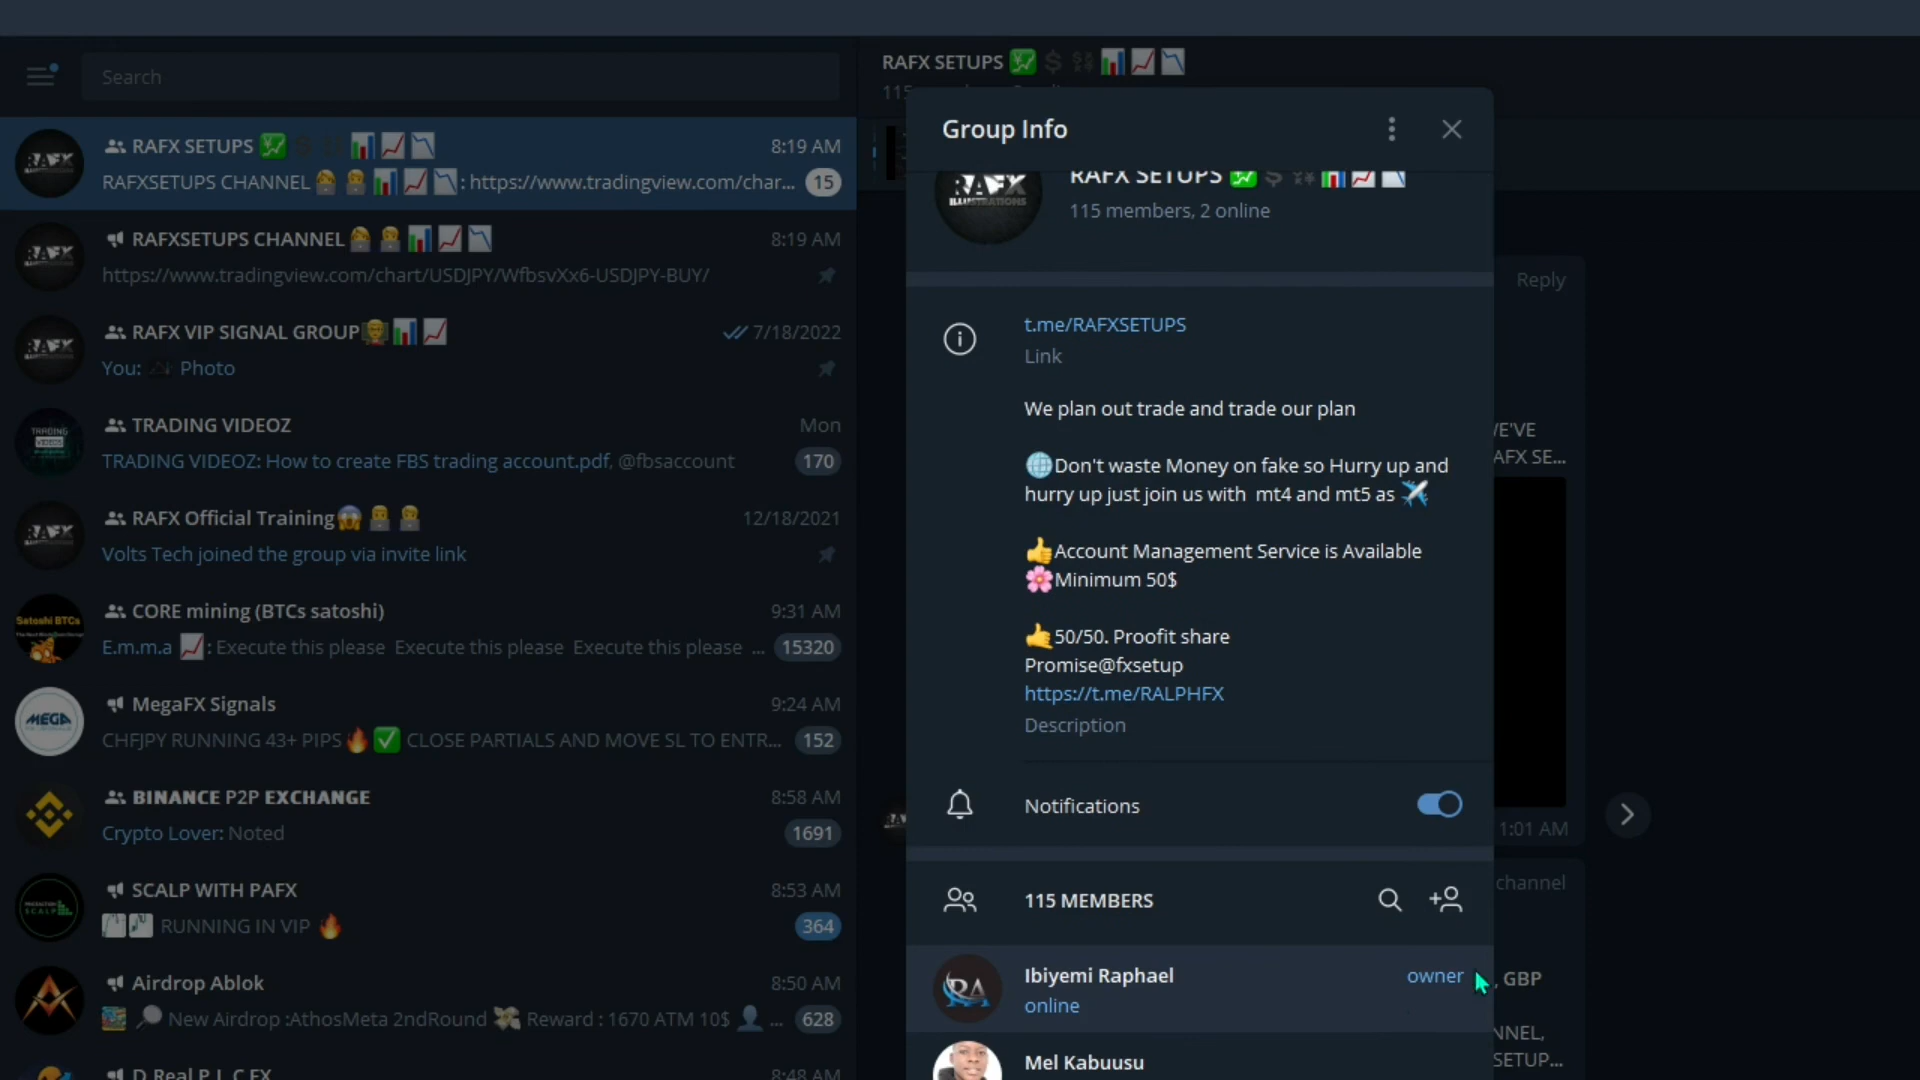 Search
RAFX SETUPS
8:19 AM
RAFXSETUPS CHANNEL : https://www.tradingview.com/char...
15
RAFXSETUPS CHANNEL
8:19 AM
https://www.tradingview.com/chart/USDJPY/WfbsvXx6-USDJPY-BUY/
RAFX VIP SIGNAL GROUP
7/18/2022
You: Photo
TRADING VIDEOZ
Mon
TRADING VIDEOZ: How to create FBS trading account.pdf, @fbsaccount
170
RAFX Official Training
12/18/2021
Volts Tech joined the group via invite link
CORE mining (BTCs satoshi)
9:31 AM
E.m.m.a : Execute this please Execute this please Execute this please ...
15320
MegaFX Signals
9:24 AM
CHFJPY RUNNING 43+ PIPS CLOSE PARTIALS AND MOVE SL TO ENTR...
152
BINANCE P2P EXCHANGE
8:58 AM
Crypto Lover: Noted
1691
SCALP WITH PAFX
8:53 AM
RUNNING IN VIP
364
Airdrop Ablok
8:50 AM
New Airdrop :AthosMeta 2ndRound Reward : 1670 ATM 10$ ...
628
D Real P.L.C FX
8:48 AM
RAFX SETUPS
115
Group Info
RAFX SETUPS
RAFX
ILLUSTRATIONS
115 members, 2 online
t.me/RAFXSETUPS
Link
We plan out trade and trade our plan
Don't waste Money on fake so Hurry up and
hurry up just join us with mt4 and mt5 as
Account Management Service is Available
Minimum 50$
50/50. Proofit share
Promise@fxsetup
https://t.me/RALPHFX
Description
Notifications
115 MEMBERS
Ibiyemi Raphael
owner
online
Mel Kabuusu
Reply
/E'VE
AFX SE...
1:01 AM
channel
, GBP
NNEL,
SETUP...